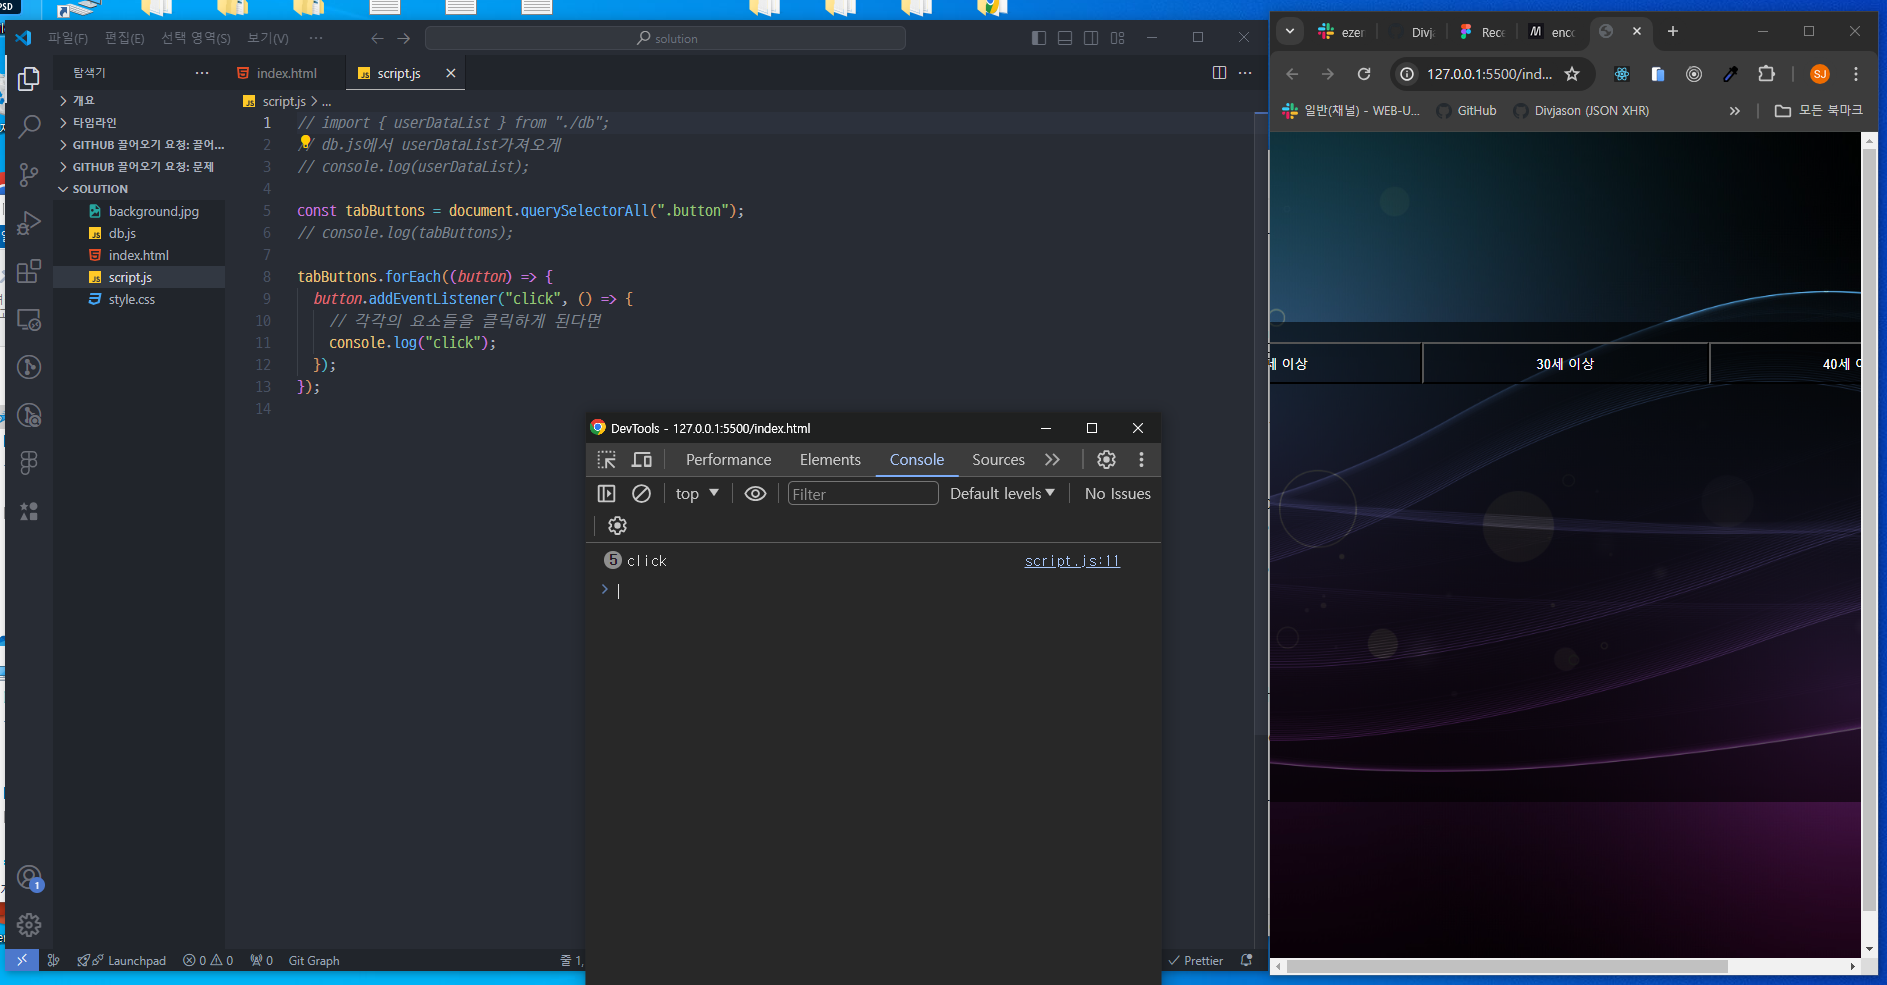 PSD
파일(F) 편집(E) 선택 영역(S) 보기(V) ···
solution
탐색기 ···
index.html
script.js
개요
타임라인
GITHUB 끌어오기 요청: 끌어...
GITHUB 끌어오기 요청: 문제
SOLUTION
background.jpg
db.js
index.html
script.js
style.css
script.js > ...
1 // import { userDataList } from "./db";
2 // db.js에서 userDataList가져오게
3 // console.log(userDataList);
4
5 const tabButtons = document.querySelectorAll(".button");
6 // console.log(tabButtons);
7
8 tabButtons.forEach((button) => {
9 button.addEventListener("click", () => {
10 // 각각의 요소들을 클릭하게 된다면
11 console.log("click");
12 });
13 });
14
1
Launchpad 0 0 0 Git Graph
줄 1,
Prettier
DevTools - 127.0.0.1:5500/index.html
Performance Elements Console Sources
top Filter Default levels No Issues
5 click script.js:11
ezer Divja Rece enco
127.0.0.1:5500/ind...
SJ
일반(채널) - WEB-U... GitHub Divjason (JSON XHR) » 모든 북마크
세 이상 30세 이상 40세 이